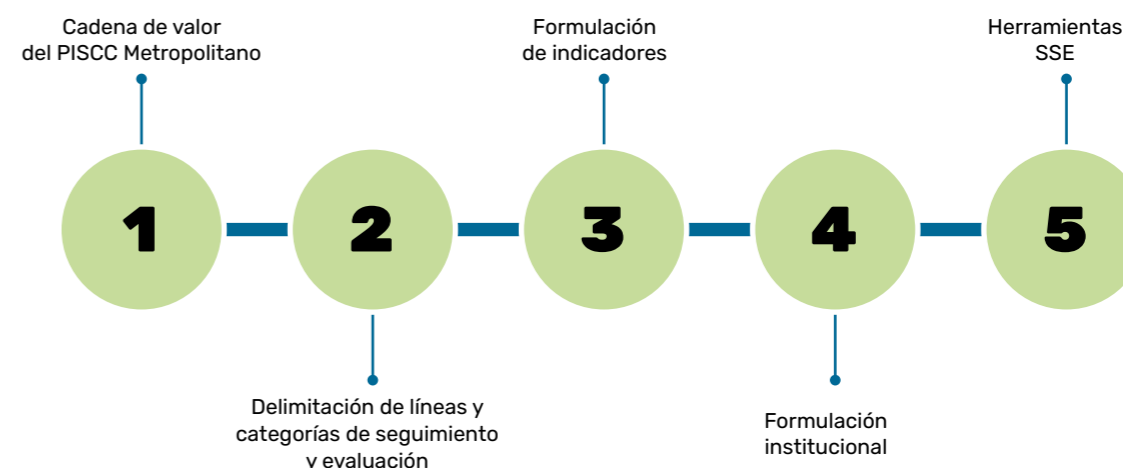 Cadena de valor
del PISCC Metropolitano
Formulación
de indicadores
Herramientas
SSE
1
2
3
4
5
Delimitación de líneas y
categorías de seguimiento
y evaluación
Formulación
institucional